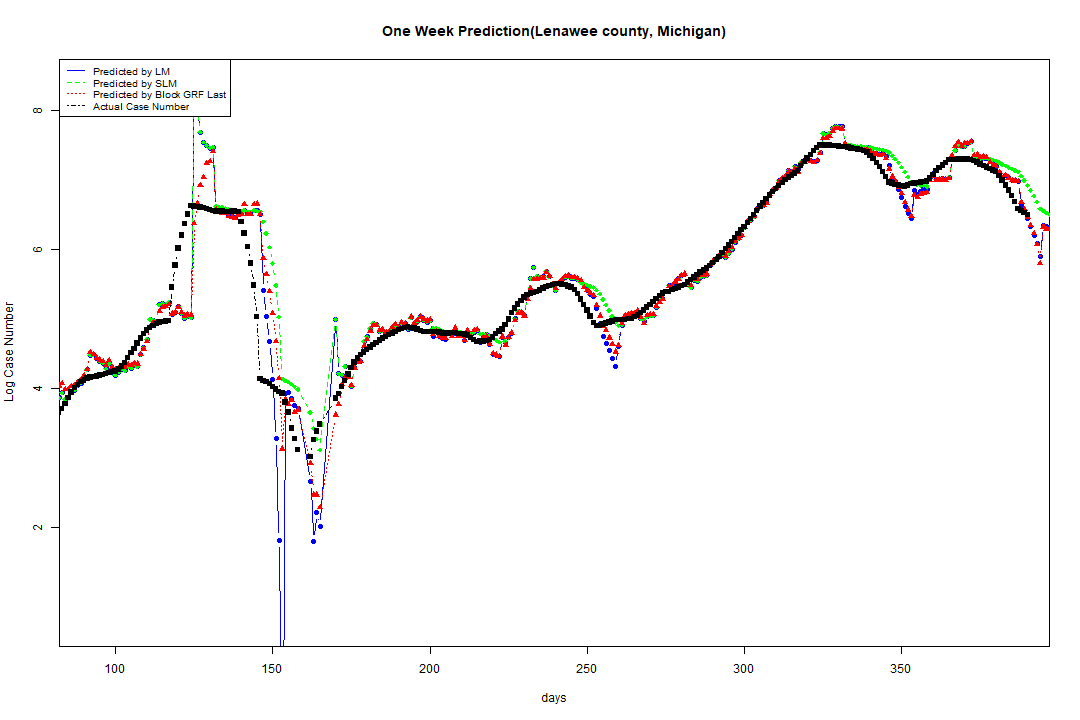 One Week Prediction(Lenawee county, Michigan)
Predicted by LM
Predicted by SLM
Predicted by Block GRF Last
Actual Case Number
8
6
4
2
Log Case Number
100 150 200 250 300 350
days